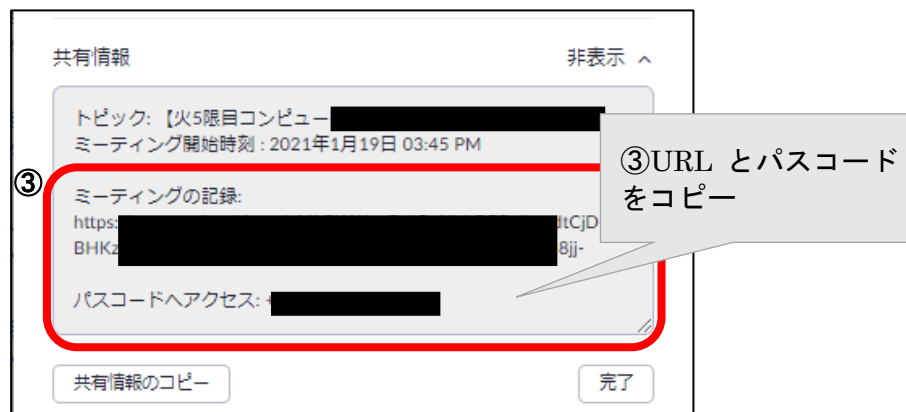 共有情報 非表示
トピック: 【火5限目コンピュー
ミーティング開始時刻 : 2021年1月19日 03:45 PM
③
ミーティングの記録:
https:
BHKz 8jj-
パスコードへアクセス:
共有情報のコピー 完了
③URL とパスコード
をコピー